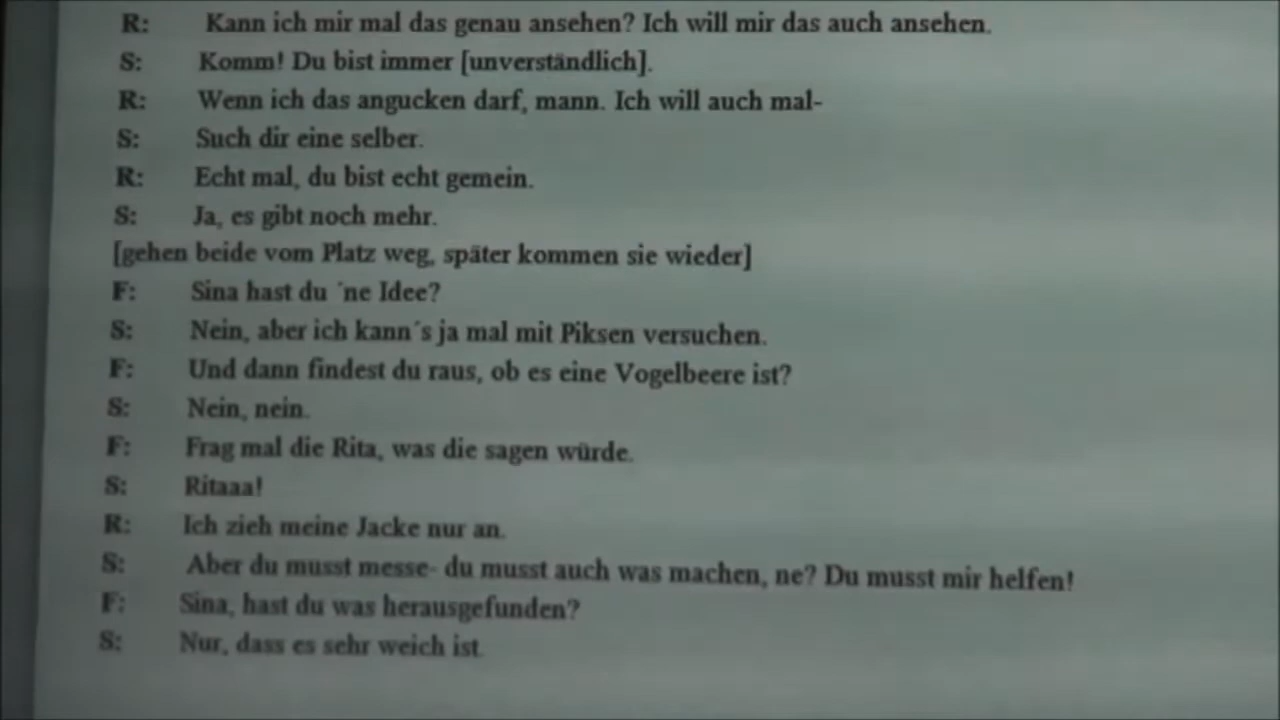 R: Kann ich mir mal das genau ansehen? Ich will mir das auch ansehen.
S: Komm! Du bist immer [unverständlich].
R: Wenn ich das angucken darf, mann. Ich will auch mal-
S: Such dir eine selber.
R: Echt mal, du bist echt gemein.
S: Ja, es gibt noch mehr.
[gehen beide vom Platz weg, später kommen sie wieder]
F: Sina hast du ´ne Idee?
S: Nein, aber ich kann´s ja mal mit Piksen versuchen.
F: Und dann findest du raus, ob es eine Vogelbeere ist?
S: Nein, nein.
F: Frag mal die Rita, was die sagen würde.
S: Ritaaa!
R: Ich zieh meine Jacke nur an.
S: Aber du musst messe- du musst auch was machen, ne? Du musst mir helfen!
F: Sina, hast du was herausgefunden?
S: Nur, dass es sehr weich ist.